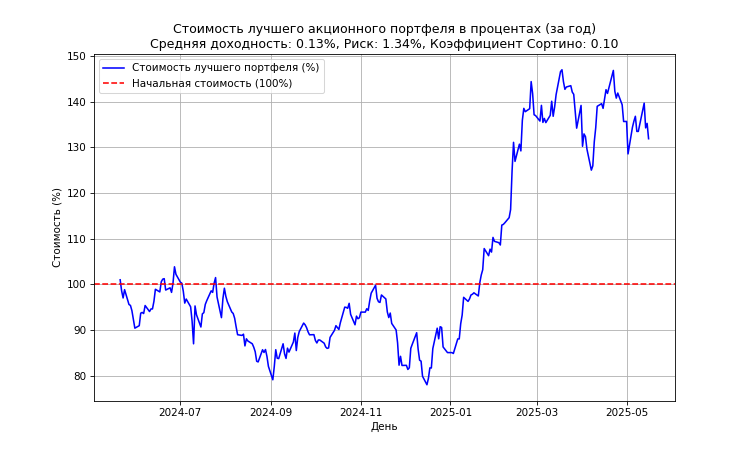 Стоимость лучшего акционного портфеля в процентах (за год)
Средняя доходность: 0.13%, Риск: 1.34%, Коэффициент Сортино: 0.10
Стоимость лучшего портфеля (%)
Начальная стоимость (100%)
Стоимость (%)
150
140
130
120
110
100
90
80
2024-07
2024-09
2024-11
2025-01
2025-03
2025-05
День